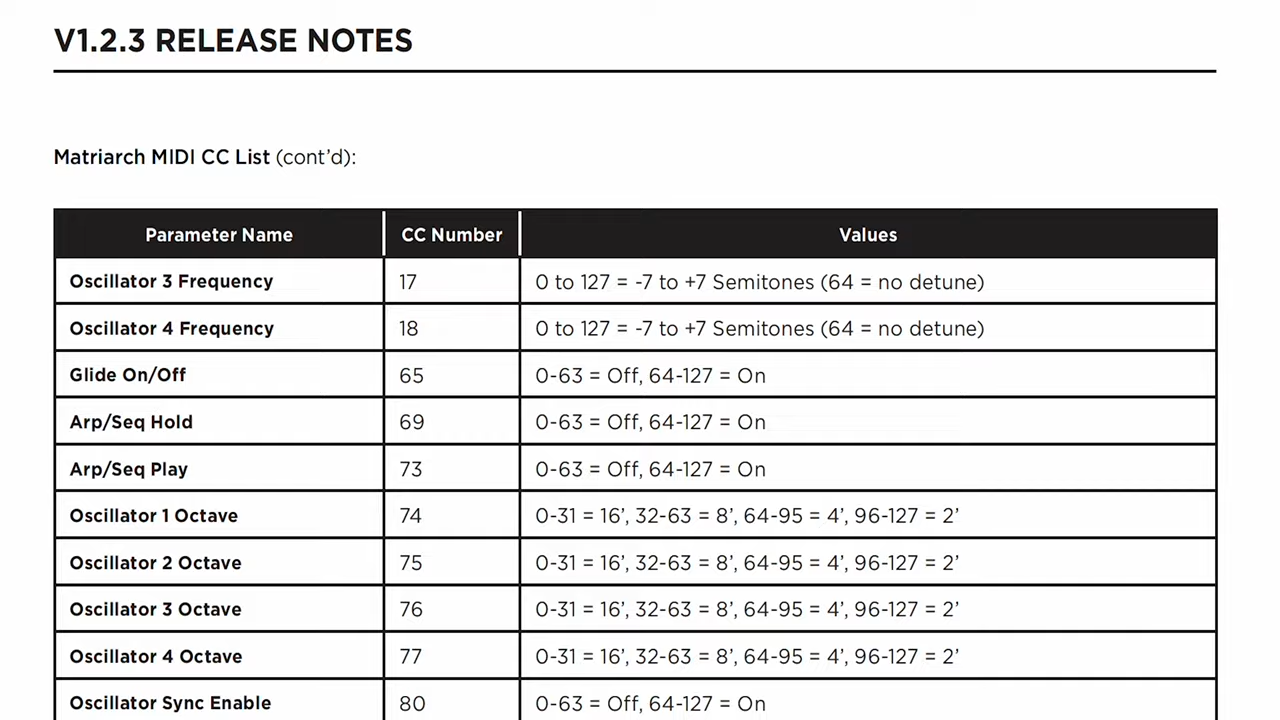 V1.2.3 RELEASE NOTES
Matriarch MIDI CC List (cont’d):
Parameter Name CC Number Values
Oscillator 3 Frequency 17 0 to 127 = -7 to +7 Semitones (64 = no detune)
Oscillator 4 Frequency 18 0 to 127 = -7 to +7 Semitones (64 = no detune)
Glide On/Off 65 0-63 = Off, 64-127 = On
Arp/Seq Hold 69 0-63 = Off, 64-127 = On
Arp/Seq Play 73 0-63 = Off, 64-127 = On
Oscillator 1 Octave 74 0-31 = 16’, 32-63 = 8’, 64-95 = 4’, 96-127 = 2’
Oscillator 2 Octave 75 0-31 = 16’, 32-63 = 8’, 64-95 = 4’, 96-127 = 2’
Oscillator 3 Octave 76 0-31 = 16’, 32-63 = 8’, 64-95 = 4’, 96-127 = 2’
Oscillator 4 Octave 77 0-31 = 16’, 32-63 = 8’, 64-95 = 4’, 96-127 = 2’
Oscillator Sync Enable 80 0-63 = Off, 64-127 = On